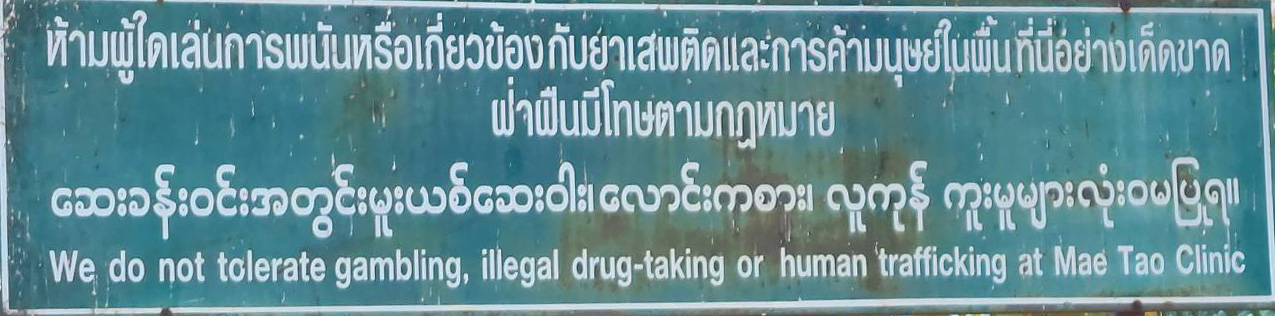 ห้ามผู้ใดเล่นการพนันหรือเกี่ยวข้องกับยาเสพติดและการค้ามนุษย์ในพื้นที่นี้อย่างเด็ดขาด
ฝ่าฝืนมีโทษตามกฎหมาย
ဆေးခန်းဝင်းအတွင်းမူးယစ်ဆေးဝါး၊ လောင်းကစား၊ လူကုန် ကူးမူများလုံးဝမပြုရ။
We do not tolerate gambling, illegal drug-taking or human trafficking at Mae Tao Clinic